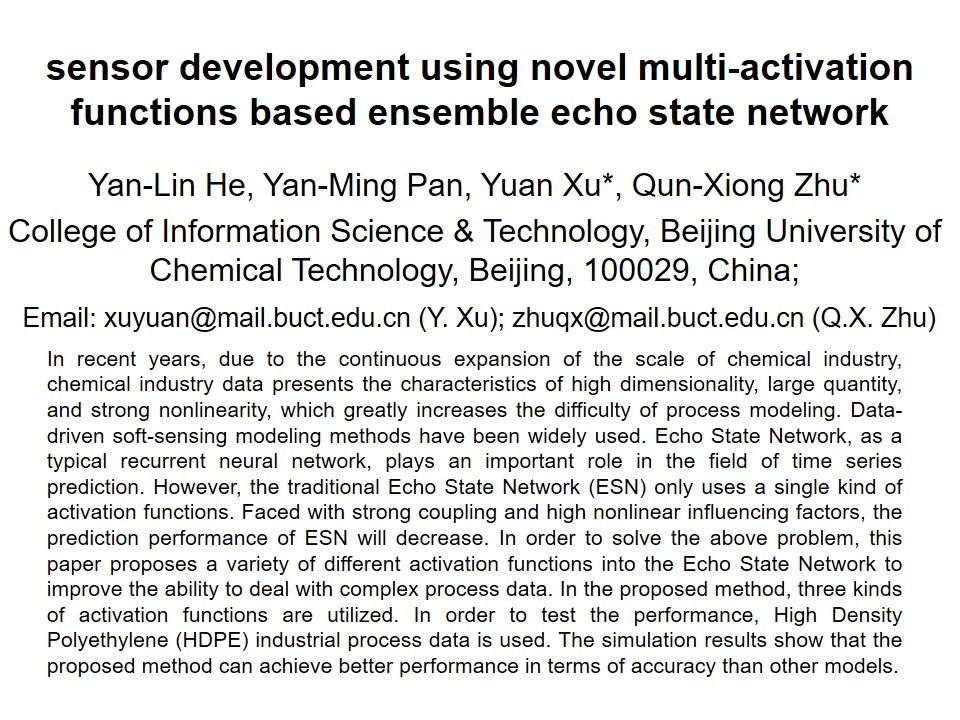 sensor development using novel multi-activation
functions based ensemble echo state network
Yan-Lin He, Yan-Ming Pan, Yuan Xu*, Qun-Xiong Zhu*
College of Information Science & Technology, Beijing University of
Chemical Technology, Beijing, 100029, China;
Email: xuyuan@mail.buct.edu.cn (Y. Xu); zhuqx@mail.buct.edu.cn (Q.X. Zhu)
In recent years, due to the continuous expansion of the scale of chemical industry,
chemical industry data presents the characteristics of high dimensionality, large quantity,
and strong nonlinearity, which greatly increases the difficulty of process modeling. Data-
driven soft-sensing modeling methods have been widely used. Echo State Network, as a
typical recurrent neural network, plays an important role in the field of time series
prediction. However, the traditional Echo State Network (ESN) only uses a single kind of
activation functions. Faced with strong coupling and high nonlinear influencing factors, the
prediction performance of ESN will decrease. In order to solve the above problem, this
paper proposes a variety of different activation functions into the Echo State Network to
improve the ability to deal with complex process data. In the proposed method, three kinds
of activation functions are utilized. In order to test the performance, High Density
Polyethylene (HDPE) industrial process data is used. The simulation results show that the
proposed method can achieve better performance in terms of accuracy than other models.